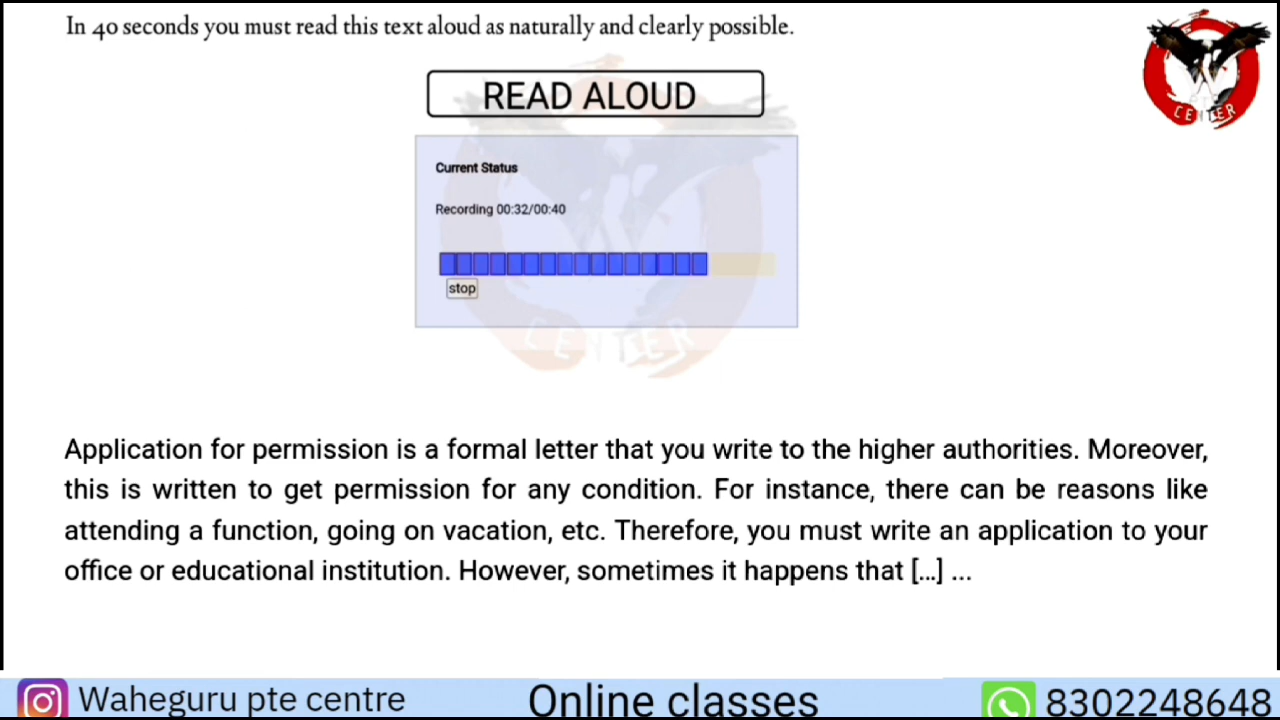 In 40 seconds you must read this text aloud as naturally and clearly possible.
READ ALOUD
Current Status
Recording 00:32/00:40
stop
CENTER
CENTER
Application for permission is a formal letter that you write to the higher authorities. Moreover,
this is written to get permission for any condition. For instance, there can be reasons like
attending a function, going on vacation, etc. Therefore, you must write an application to your
office or educational institution. However, sometimes it happens that [...] ...
Waheguru pte centre
Online classes
8302248648